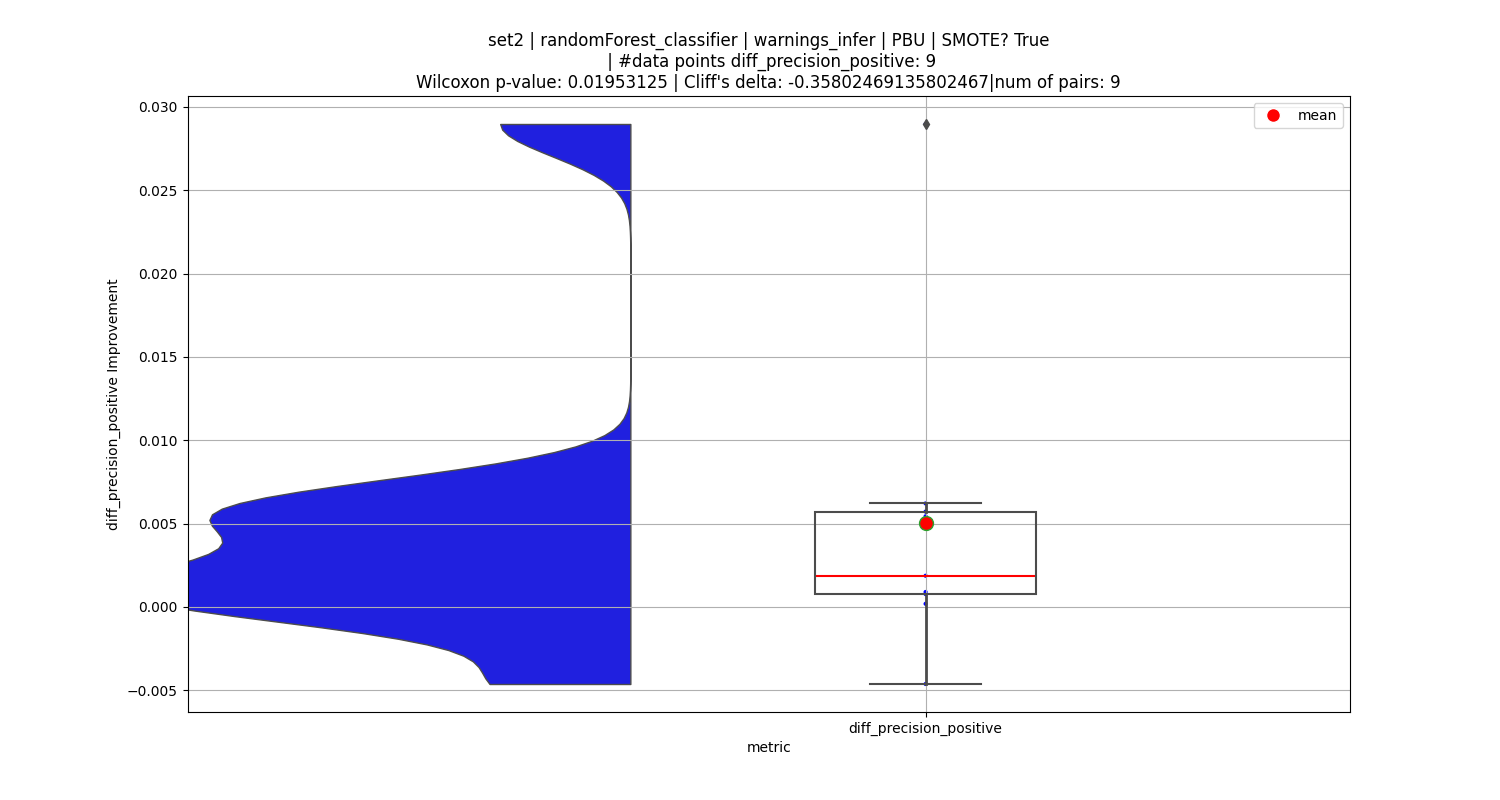 set2 | randomForest_classifier | warnings_infer | PBU | SMOTE? True
| #data points diff_precision_positive: 9
Wilcoxon p-value: 0.01953125 | Cliff's delta: -0.35802469135802467|num of pairs: 9
mean
0.030
0.025
0.020
0.015
0.010
0.005
0.000
−0.005
diff_precision_positive Improvement
diff_precision_positive
metric